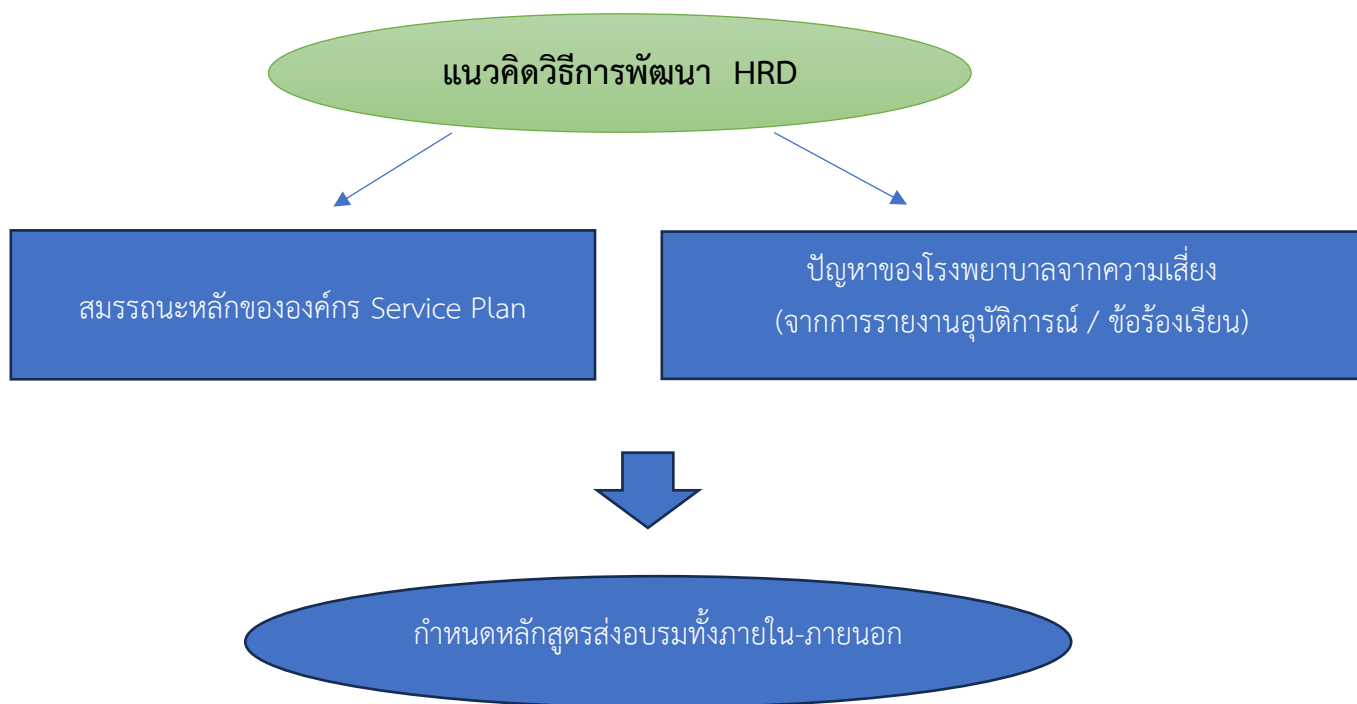 แนวคิดวิธีการพัฒนา HRD
สมรรถนะหลักขององค์กร Service Plan
ปัญหาของโรงพยาบาลจากความเสี่ยง
(จากการรายงานอุบัติการณ์ / ข้อร้องเรียน)
กำหนดหลักสูตรส่งอบรมทั้งภายใน-ภายนอก